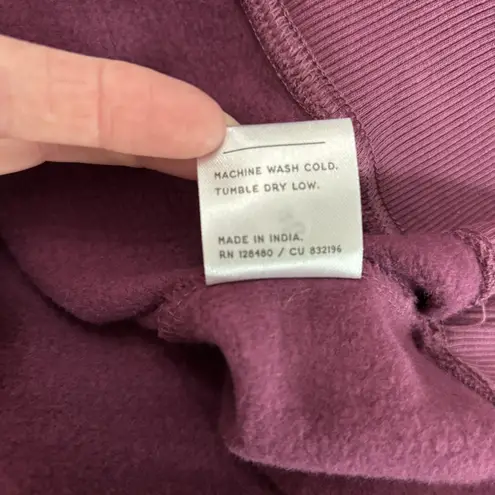 MACHINE WASH COLD.
TUMBLE DRY LOW.
MADE IN INDIA.
RN 128480 / CU 832196